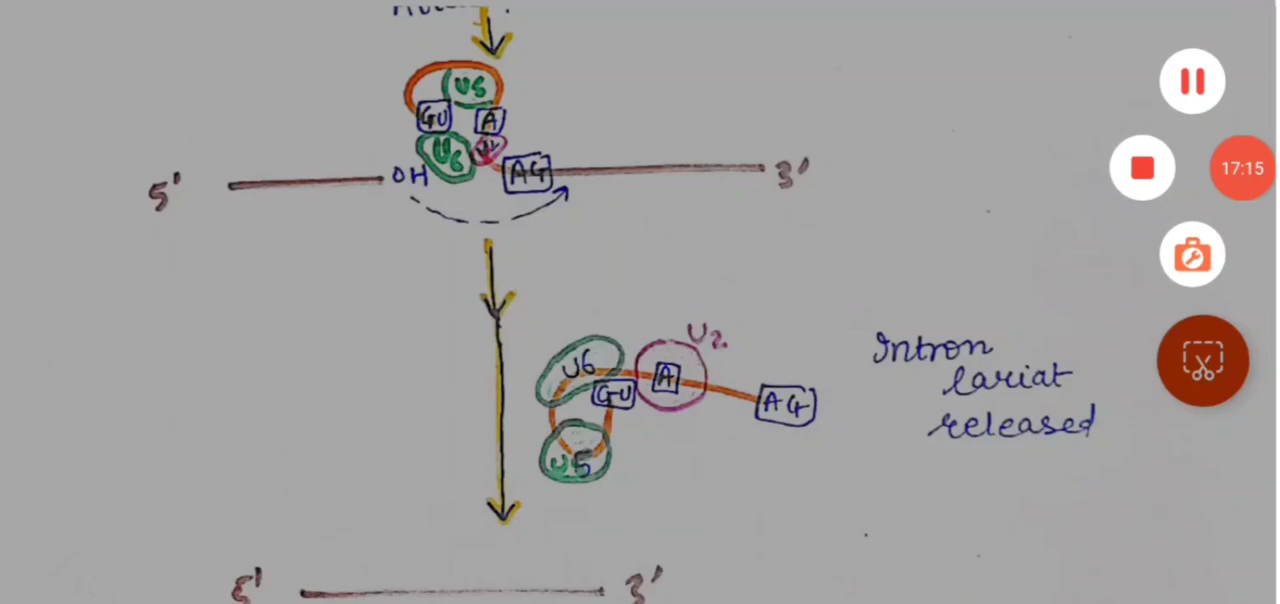 U5
GU A
U6
5' OH AG 3'
17:15
U2
U6 A
GU AG
U5
Intron
lariat
released
5' 3'